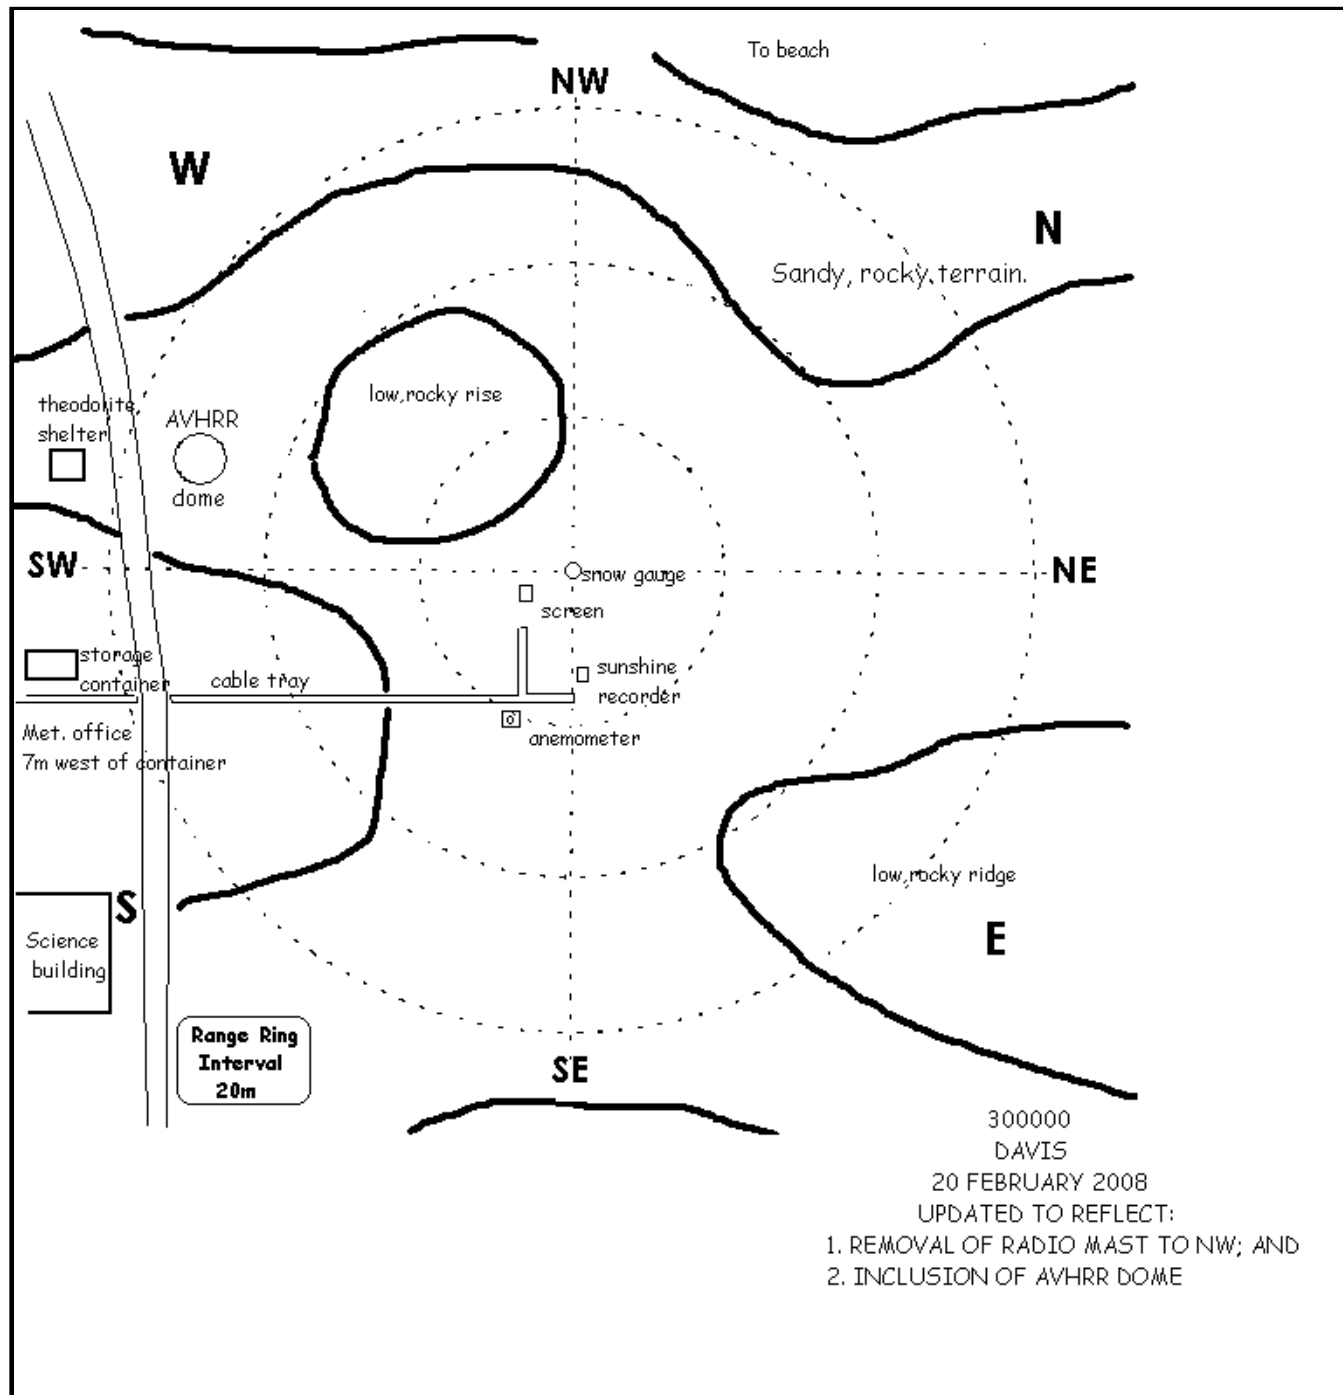 To beach
NW
W
N
Sandy, rocky terrain.
low,rocky rise
theodolite
shelter
AVHRR
dome
SW
NE
snow gauge
screen
storage
container
cable tray
sunshine
recorder
anemometer
Met. office
7m west of container
low,rocky ridge
S
E
Science
building
Range Ring
Interval
20m
SE
300000
DAVIS
20 FEBRUARY 2008
UPDATED TO REFLECT:
1. REMOVAL OF RADIO MAST TO NW; AND
2. INCLUSION OF AVHRR DOME